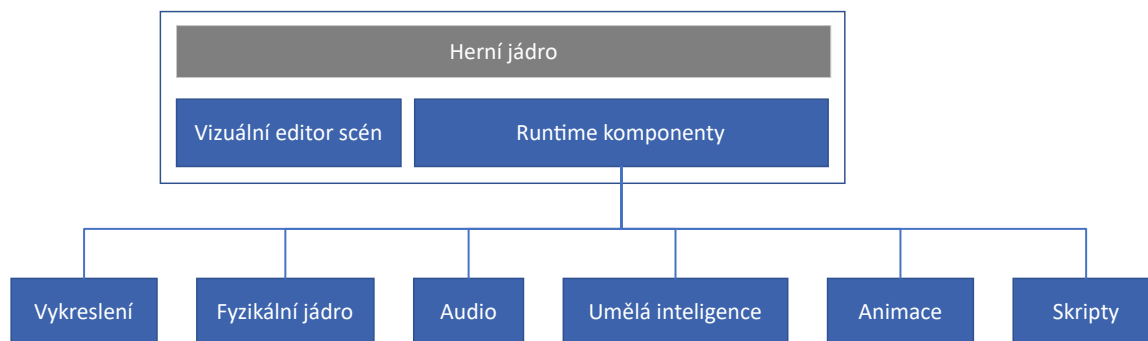 Herní jádro
Vizuální editor scén
Runtime komponenty
Vykreslení
Fyzikální jádro
Audio
Umělá inteligence
Animace
Skripty